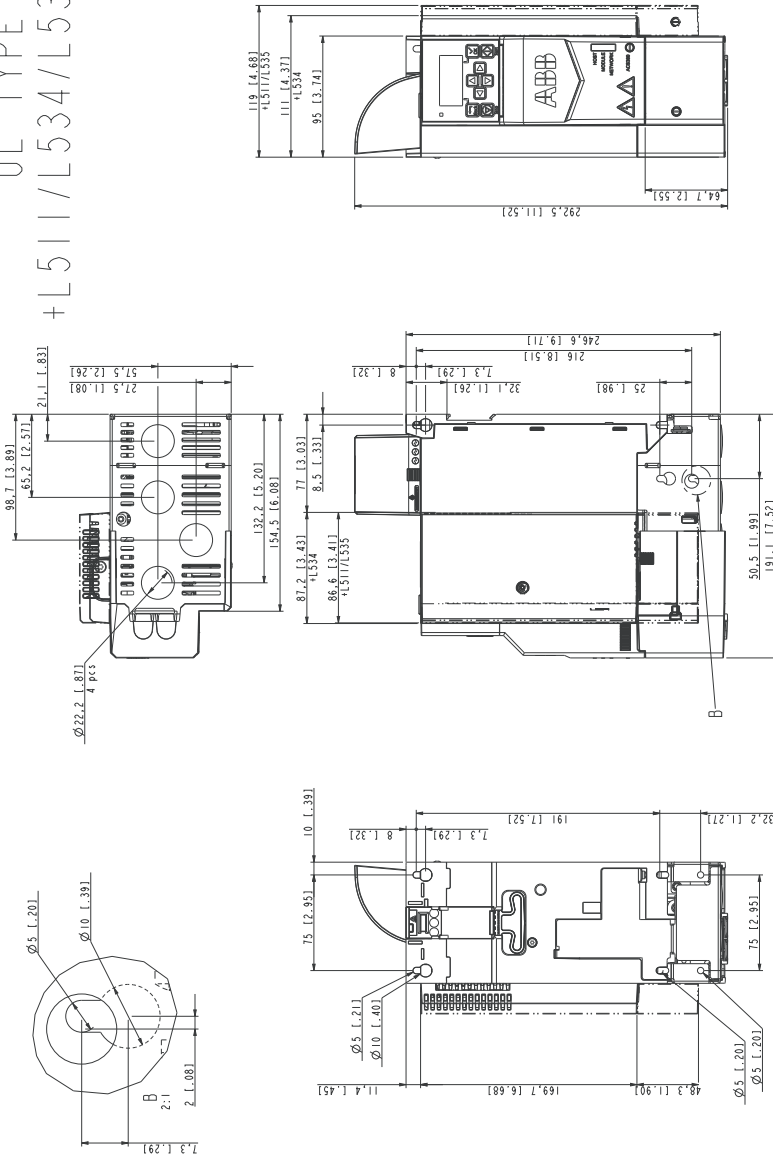 UL TYPE
+L511/L534/L53
119 [4.68]
+L511/L535
111 [4.37]
+L534
95 [3.74]
292,5 [11.52]
64,7 [2.55]
ABB
HOST
MODULE
NETWORK
21,1 [.83]
57,5 [2.26]
27,5 [1.08]
98,7 [3.89]
65,2 [2.57]
132,2 [5.20]
154,5 [6.08]
Ø22,2 [.87]
4 pcs
246,6 [9.71]
216 [8.51]
8 [.32]
7,3 [.29]
32,1 [1.26]
25 [.98]
77 [3.03]
8,5 [.33]
87,2 [3.43]
+L534
86,6 [3.41]
+L511/L535
50,5 [1.99]
191,1 [7.52]
B
10 [.39]
8 [.32]
7,3 [.29]
191 [7.52]
32,2 [1.27]
75 [2.95]
75 [2.95]
Ø5 [.21]
Ø10 [.40]
11,4 [.45]
169,7 [6.68]
48,3 [1.90]
Ø5 [.20]
Ø5 [.20]
Ø5 [.20]
Ø10 [.39]
B
2:1
2 [.08]
7,3 [.29]